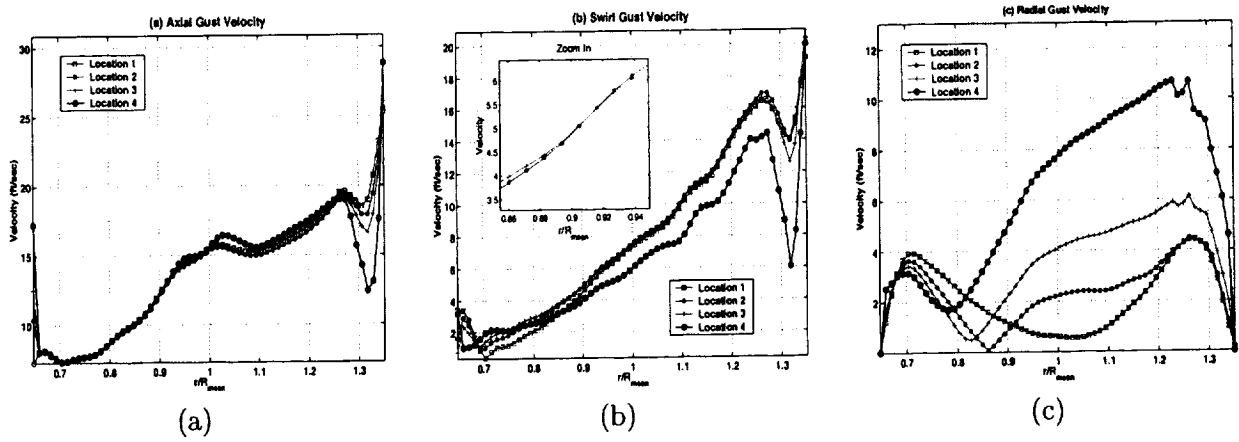 (a) Axial Gust Velocity
30
25
20
15
10
Velocity (ft/sec)
Location 1
Location 2
Location 3
Location 4
0.7 0.8 0.9 1 1.1 1.2 1.3
r/R mean
(a)
(b) Swirl Gust Velocity
20
18
16
14
12
10
8
6
4
2
Velocity (ft/sec)
Zoom In
6
5.5
5
4.5
4
3.5
Velocity
0.86 0.88 0.9 0.92 0.94
r/R mean
Location 1
Location 2
Location 3
Location 4
0.7 0.8 0.9 1 1.1 1.2 1.3
r/R mean
(b)
(c) Radial Gust Velocity
12
10
8
6
4
2
0
Velocity (ft/sec)
Location 1
Location 2
Location 3
Location 4
0.7 0.8 0.9 1 1.1 1.2 1.3
r/R mean
(c)